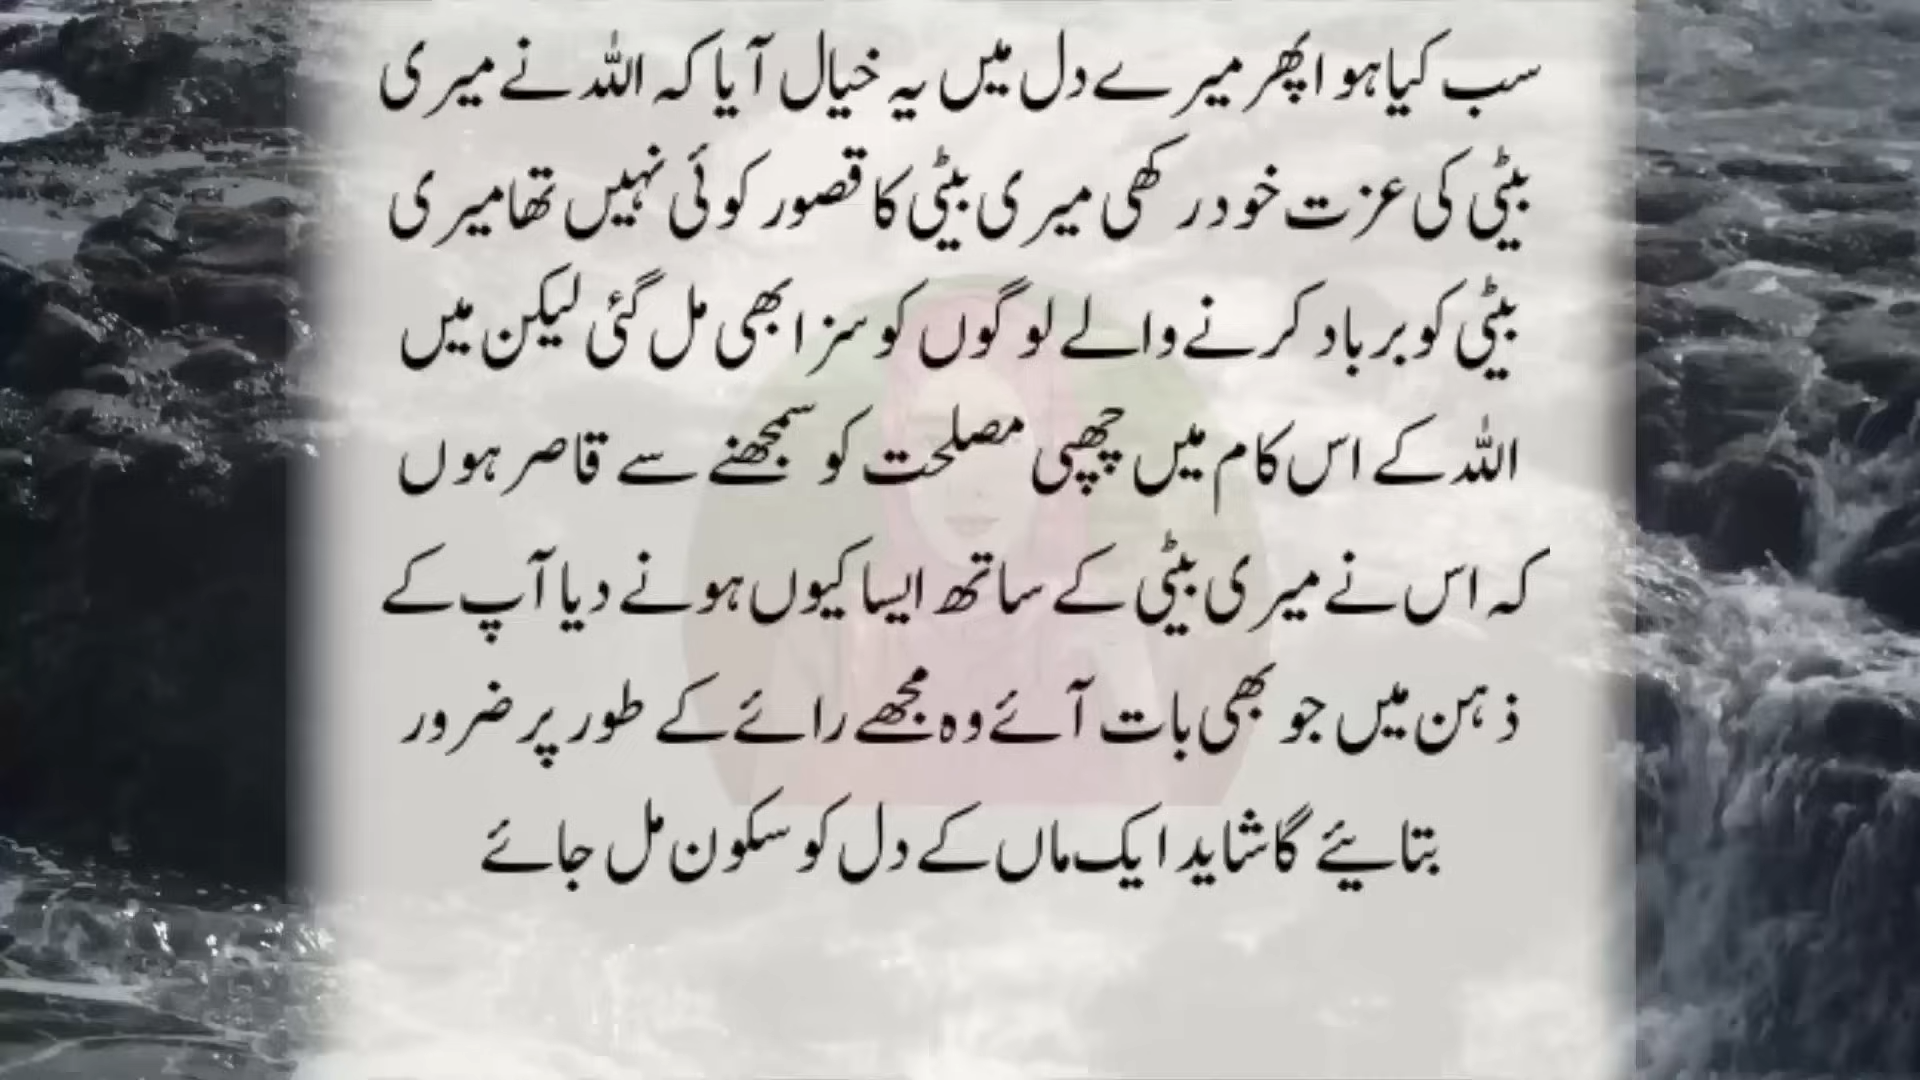 سب کیا ہوا پھر میرے دل میں یہ خیال آیا کہ اللہ نے میری
بیٹی کی عزت خود رکھی میری بیٹی کا قصور کوئی نہیں تھا میری
بیٹی کو برباد کرنے والے لوگوں کو سزا بھی مل گئی لیکن میں
اللہ کے اس کام میں چھپی مصلحت کو سمجھنے سے قاصر ہوں
کہ اس نے میری بیٹی کے ساتھ ایسا کیوں ہونے دیا آپ کے
ذہن میں جو بھی بات آئے وہ مجھے رائے کے طور پر ضرور
بتایئے گا شاید ایک ماں کے دل کو سکون مل جائے